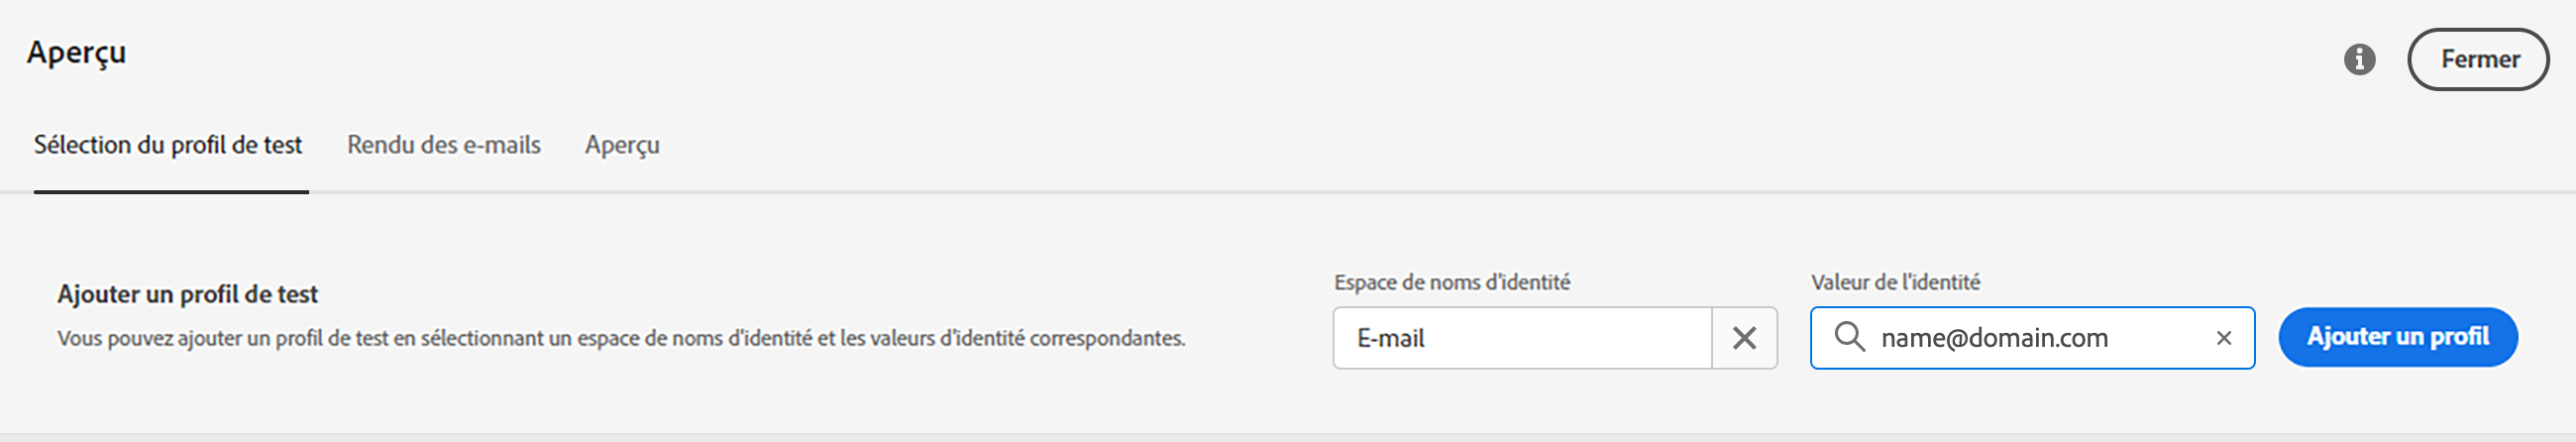 Aperçu
Fermer
Sélection du profil de test
Rendu des e-mails
Aperçu
Ajouter un profil de test
Vous pouvez ajouter un profil de test en sélectionnant un espace de noms d'identité et les valeurs d'identité correspondantes.
Espace de noms d'identité
E-mail
Valeur de l'identité
name@domain.com
Ajouter un profil